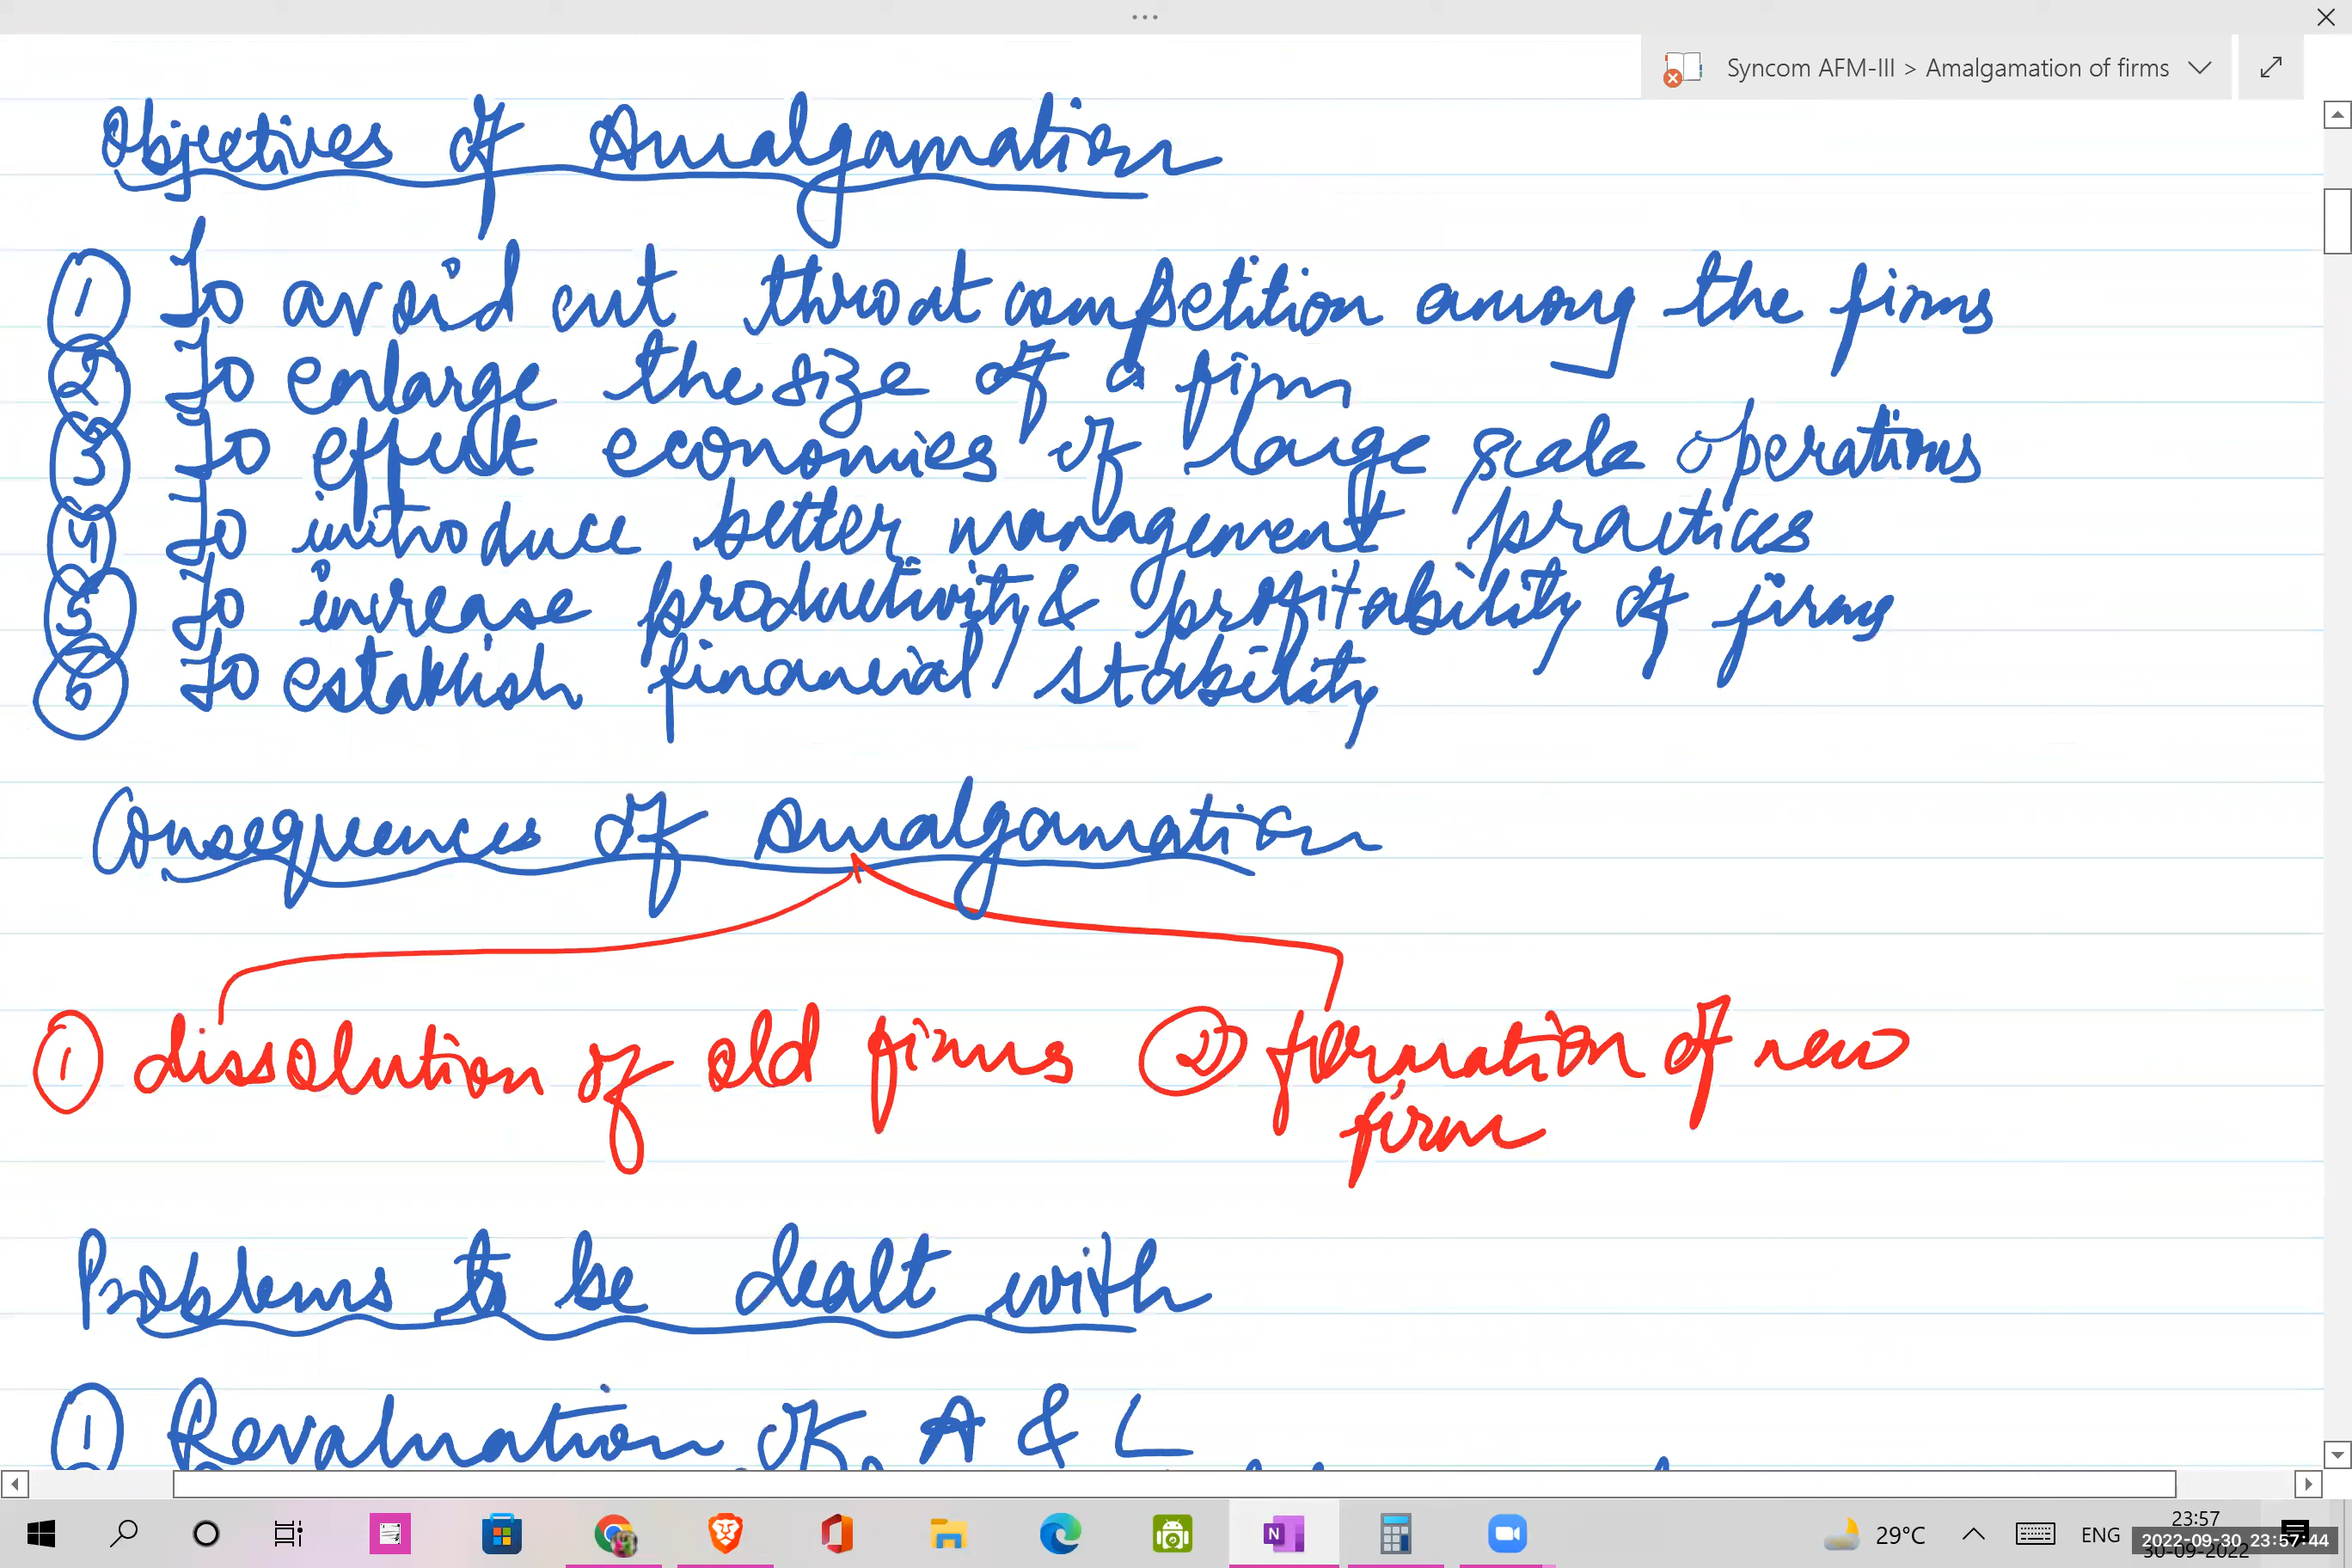 Syncom AFM-III > Amalgamation of firms
Objectives of Amalgamation
1 To avoid cut throat competition among the firms
2 To enlarge the size of a firm
3 To effect economies of large scale operations
4 To introduce better management practices
5 To increase productivity & profitability of firms
6 To establish financial stability
Consequences of Amalgamation
1 dissolution of old firms 2 formation of new
firm
Problems to be dealt with
1 Revaluation of A & L
29°C ENG 23:57
30-09-2022
2022-09-30 23:57:44